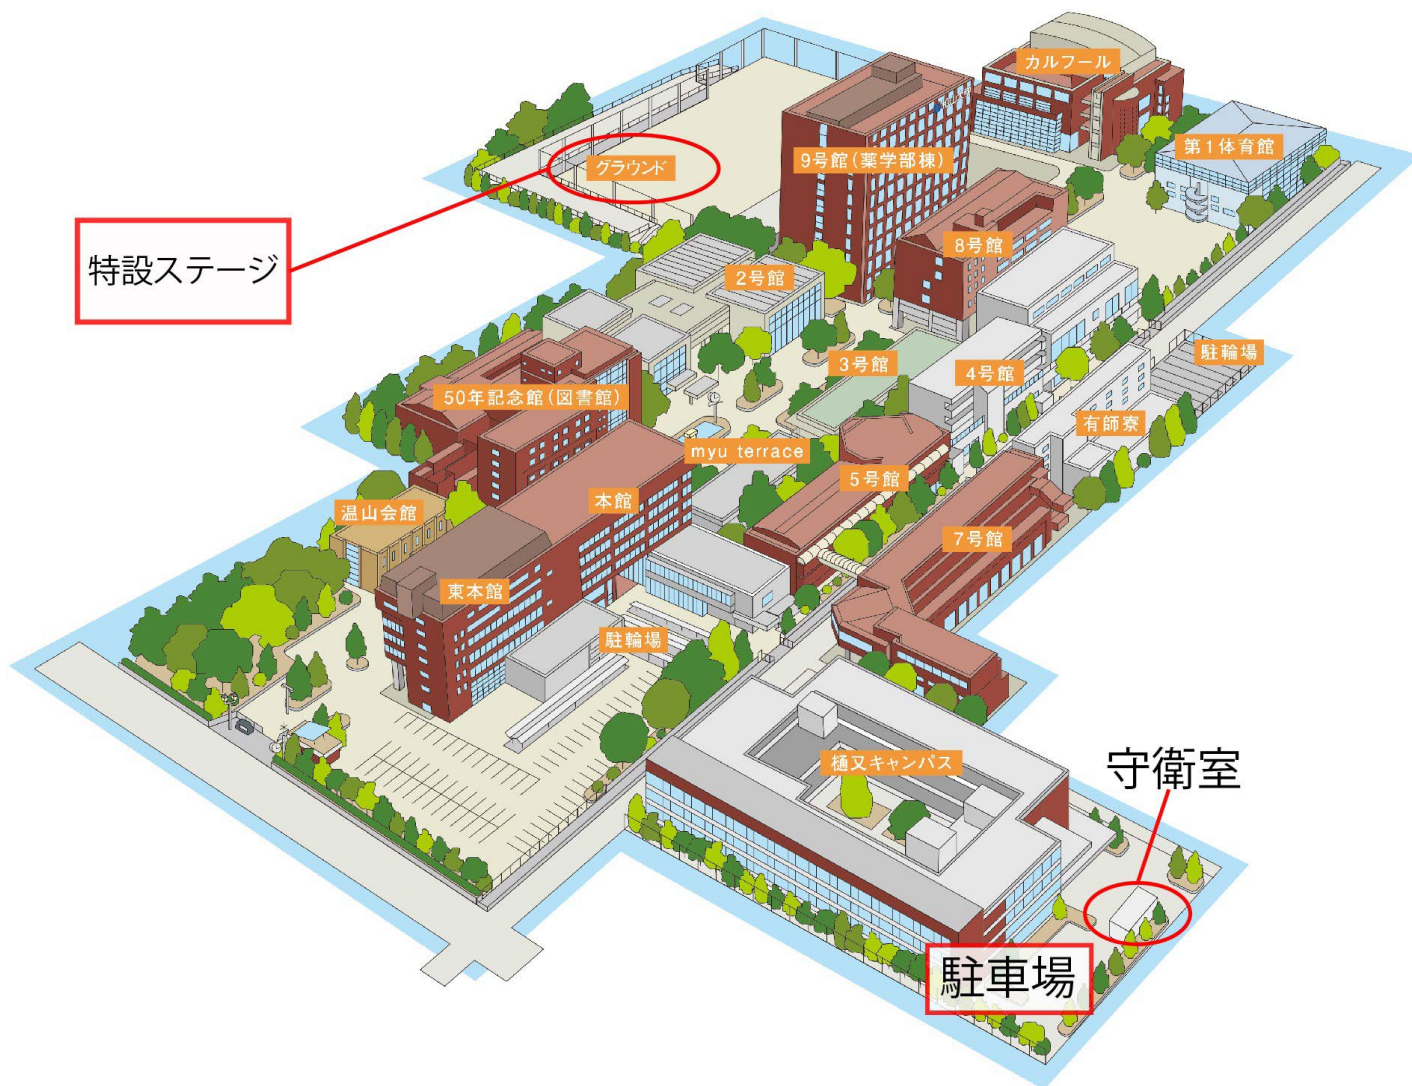 カルフール
第1体育館
9号館(薬学部棟)
グラウンド
8号館
特設ステージ
2号館
3号館
4号館
駐輪場
50年記念館(図書館)
有師寮
myu terrace
5号館
本館
温山会館
7号館
東本館
駐輪場
樋又キャンパス
守衛室
駐車場